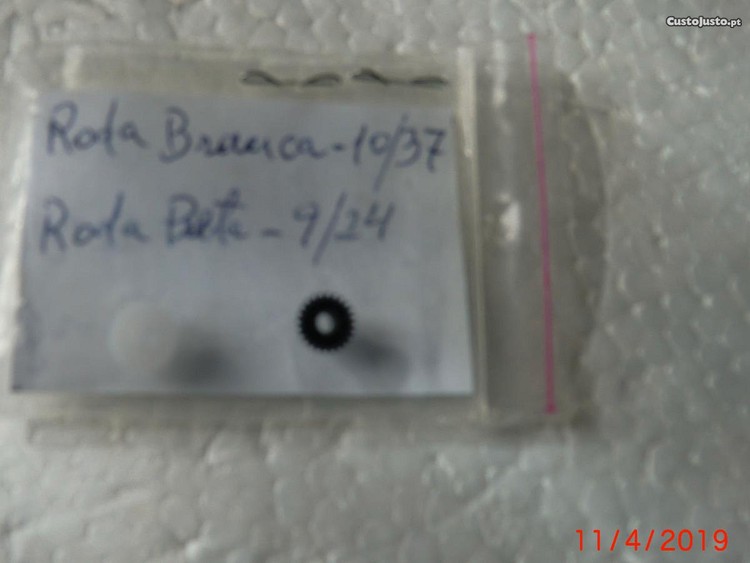 CustoJusto.pt
Roda Branca - 10/37
Roda Preta - 9/24
11/4/2019